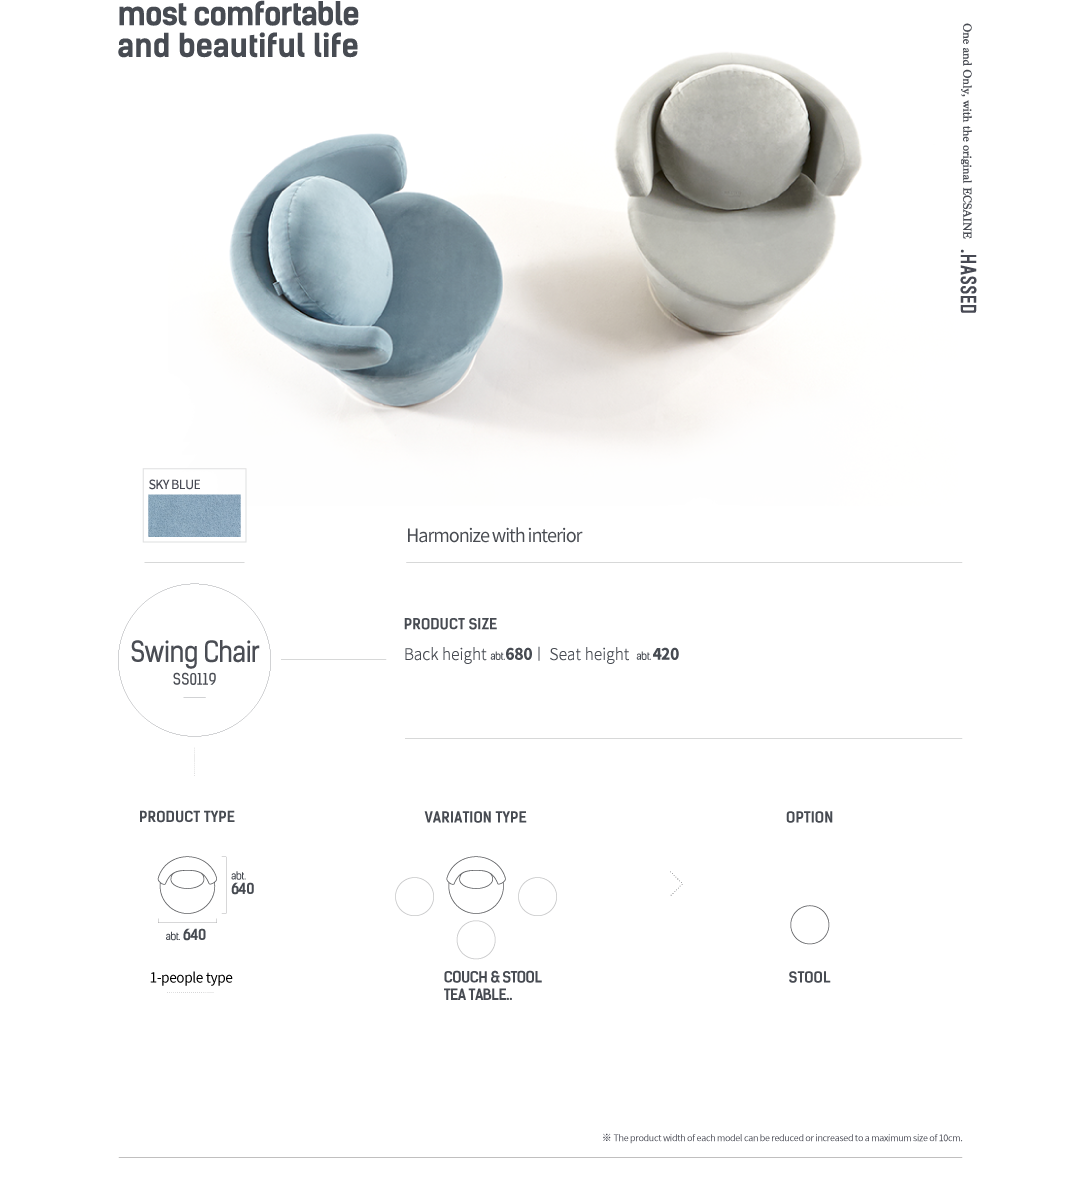 most comfortable
and beautiful life
One and Only, with the original ECSAINE .HASSED
SKY BLUE
Harmonize with interior
Swing Chair
SS0119
PRODUCT SIZE
Back height abt.680 | Seat height abt.420
PRODUCT TYPE
abt.
640
abt. 640
1-people type
VARIATION TYPE
COUCH & STOOL
TEA TABLE..
OPTION
STOOL
※ The product width of each model can be reduced or increased to a maximum size of 10cm.